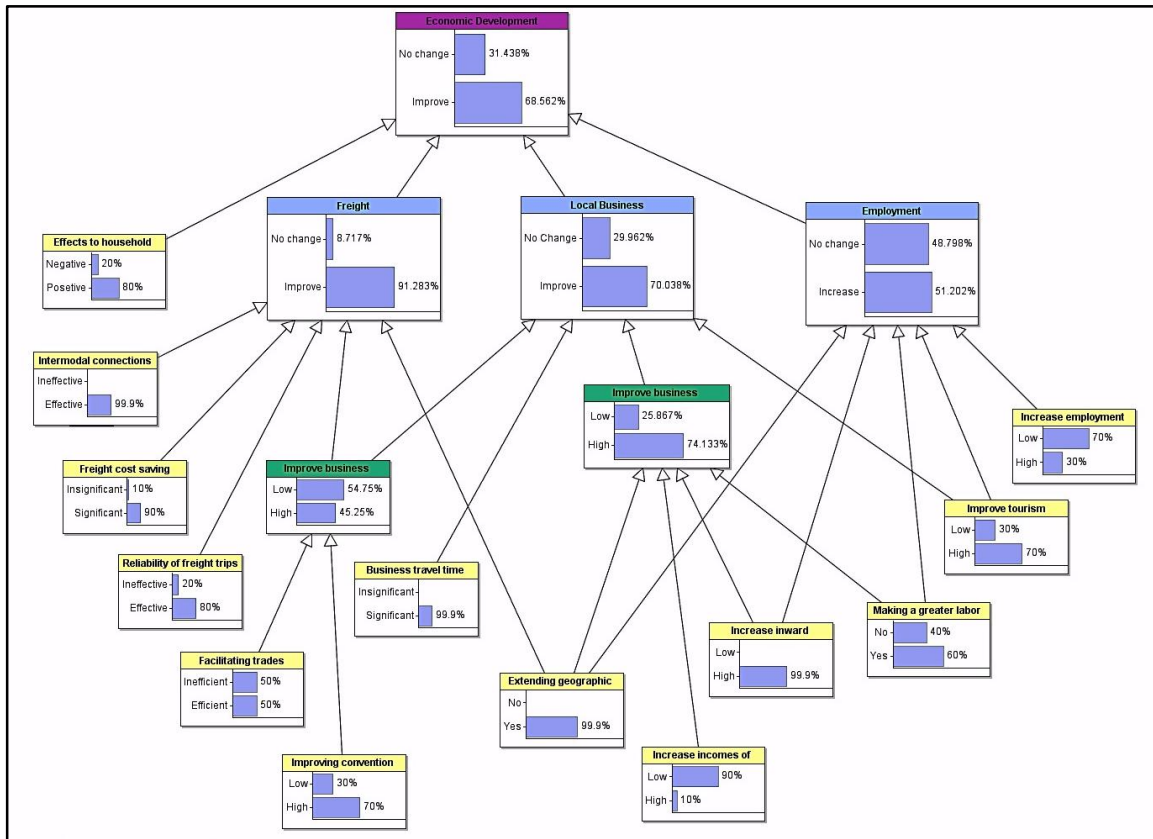 Economic Development
No change
31.438%
Improve
68.562%
Freight
No change
8.717%
Improve
91.283%
Local Business
No Change
29.962%
Improve
70.038%
Employment
No change
48.798%
Increase
51.202%
Effects to household
Negative
20%
Posetive
80%
Intermodal connections
Ineffective
Effective
99.9%
Improve business
Low
25.867%
High
74.133%
Increase employment
Low
70%
High
30%
Freight cost saving
Insignificant
10%
Significant
90%
Improve business
Low
54.75%
High
45.25%
Improve tourism
Low
30%
High
70%
Reliability of freight trips
Ineffective
20%
Effective
80%
Business travel time
Insignificant
Significant
99.9%
Making a greater labor
No
40%
Yes
60%
Increase inward
Low
High
99.9%
Facilitating trades
Inefficient
50%
Efficient
50%
Extending geographic
No
Yes
99.9%
Improving convention
Low
30%
High
70%
Increase incomes of
Low
90%
High
10%